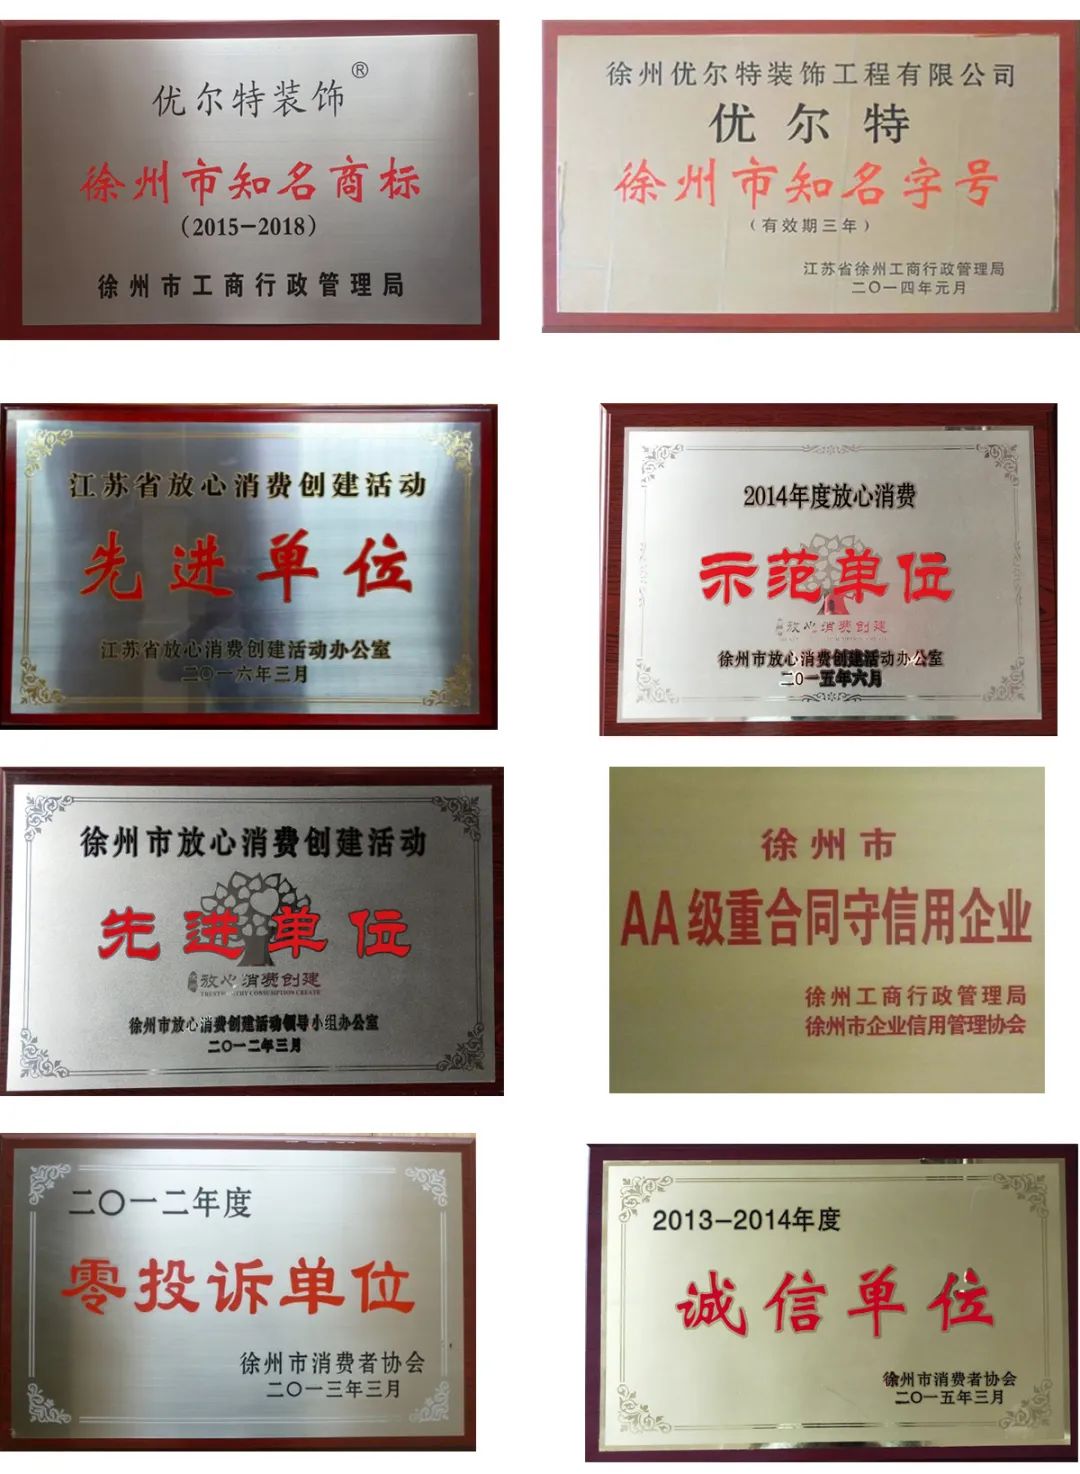 优尔特装饰®
徐州市知名商标
(2015-2018)
徐州市工商行政管理局
徐州优尔特装饰工程有限公司
优尔特
徐州市知名字号
(有效期三年)
江苏省徐州工商行政管理局
二〇一四年元月
江苏省放心消费创建活动
先进单位
江苏省放心消费创建活动办公室
二〇一六年三月
2014年度放心消费
示范单位
放心消费创建
徐州市放心消费创建活动办公室
二〇一五年六月
徐州市放心消费创建活动
先进单位
放心消费创建
徐州市放心消费创建活动领导小组办公室
二〇一二年三月
徐州市
AA级重合同守信用企业
徐州工商行政管理局
徐州市企业信用管理协会
二〇一二年度
零投诉单位
徐州市消费者协会
二〇一三年三月
2013-2014年度
诚信单位
徐州市消费者协会
二〇一五年三月